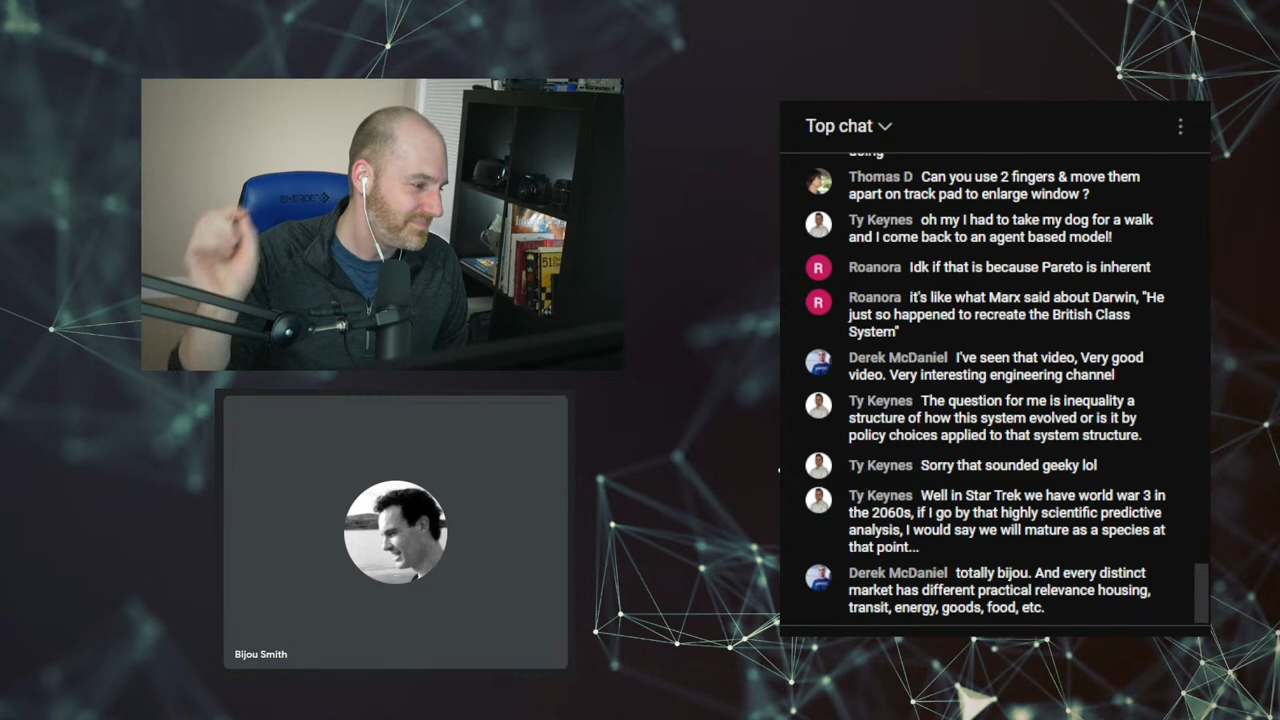 Top chat
Thomas D Can you use 2 fingers & move them
apart on track pad to enlarge window ?
Ty Keynes oh my I had to take my dog for a walk
and I come back to an agent based model!
R Roanora Idk if that is because Pareto is inherent
R Roanora it's like what Marx said about Darwin, "He
just so happened to recreate the British Class
System"
Derek McDaniel I've seen that video, Very good
video. Very interesting engineering channel
Ty Keynes The question for me is inequality a
structure of how this system evolved or is it by
policy choices applied to that system structure.
Ty Keynes Sorry that sounded geeky lol
Ty Keynes Well in Star Trek we have world war 3 in
the 2060s, if I go by that highly scientific predictive
analysis, I would say we will mature as a species at
that point...
Derek McDaniel totally bijou. And every distinct
market has different practical relevance housing,
transit, energy, goods, food, etc.
51
Bijou Smith